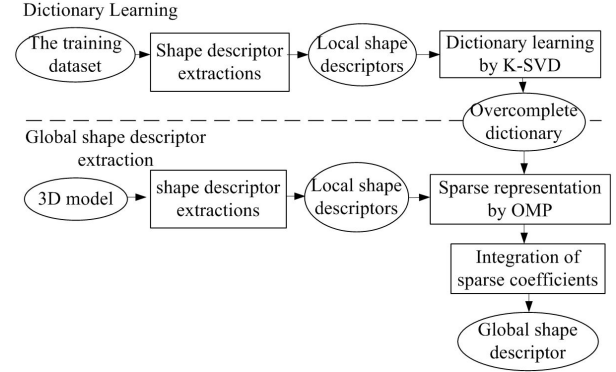 Dictionary Learning
The training
dataset
Shape descriptor
extractions
Local shape
descriptors
Dictionary learning
by K-SVD
Overcomplete
dictionary
Global shape descriptor
extraction
3D model
shape descriptor
extractions
Local shape
descriptors
Sparse representation
by OMP
Integration of
sparse coefficients
Global shape
descriptor